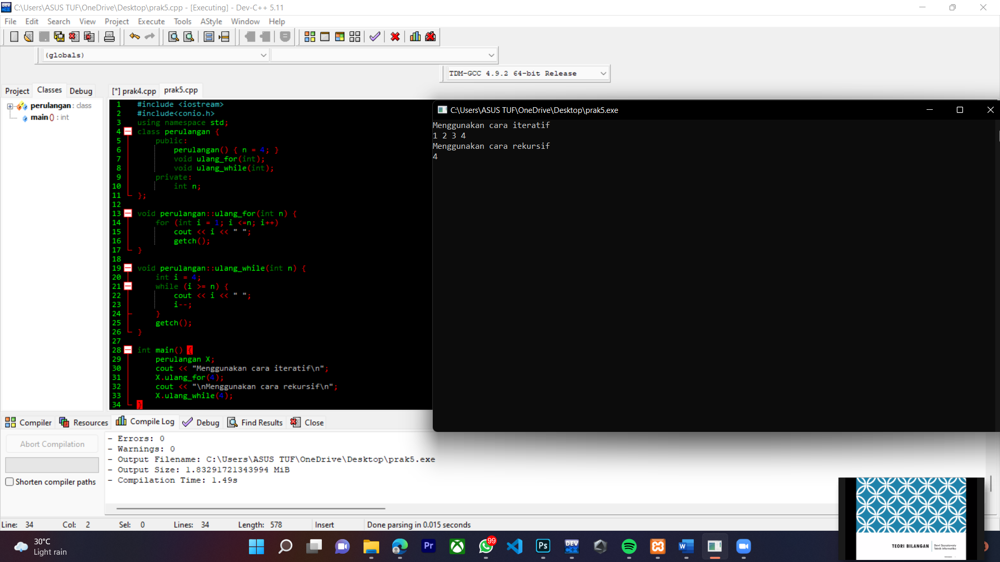 C:\Users\ASUS TUF\OneDrive\Desktop\prak5.cpp - [Executing] - Dev-C++ 5.11
File Edit Search View Project Execute Tools AStyle Window Help
(globals)
TDM-GCC 4.9.2 64-bit Release
Project Classes Debug
[*] prak4.cpp prak5.cpp
perulangan : class
main () : int
1 #include <iostream>
2 #include<conio.h>
3 using namespace std;
4 class perulangan {
5 public:
6 perulangan() { n = 4; }
7 void ulang_for(int);
8 void ulang_while(int);
9 private:
10 int n;
11 };
12
13 void perulangan::ulang_for(int n) {
14 for (int i = 1; i <=n; i++)
15 cout << i << " ";
16 getch();
17 }
18
19 void perulangan::ulang_while(int n) {
20 int i = 4;
21 while (i >= n) {
22 cout << i << " ";
23 i--;
24 }
25 getch();
26 }
27
28 int main() {
29 perulangan X;
30 cout << "Menggunakan cara iteratif\n";
31 X.ulang_for(4);
32 cout << "\nMenggunakan cara rekursif\n";
33 X.ulang_while(4);
34 }
C:\Users\ASUS TUF\OneDrive\Desktop\prak5.exe
Menggunakan cara iteratif
1 2 3 4
Menggunakan cara rekursif
4
Compiler Resources Compile Log Debug Find Results Close
Abort Compilation
Shorten compiler paths
- Errors: 0
- Warnings: 0
- Output Filename: C:\Users\ASUS TUF\OneDrive\Desktop\prak5.exe
- Output Size: 1.83291721343994 MiB
- Compilation Time: 1.49s
Line: 34 Col: 2 Sel: 0 Lines: 34 Length: 578 Insert Done parsing in 0.015 seconds
TEORI BILANGAN
Teknik Informatika
30°C
Light rain
Pr
99
Ps
DEV
C++
W